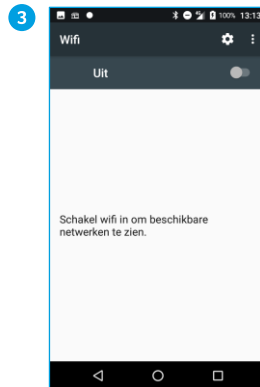 3
100% 13:13
Wifi
Uit
Schakel wifi in om beschikbare
netwerken te zien.